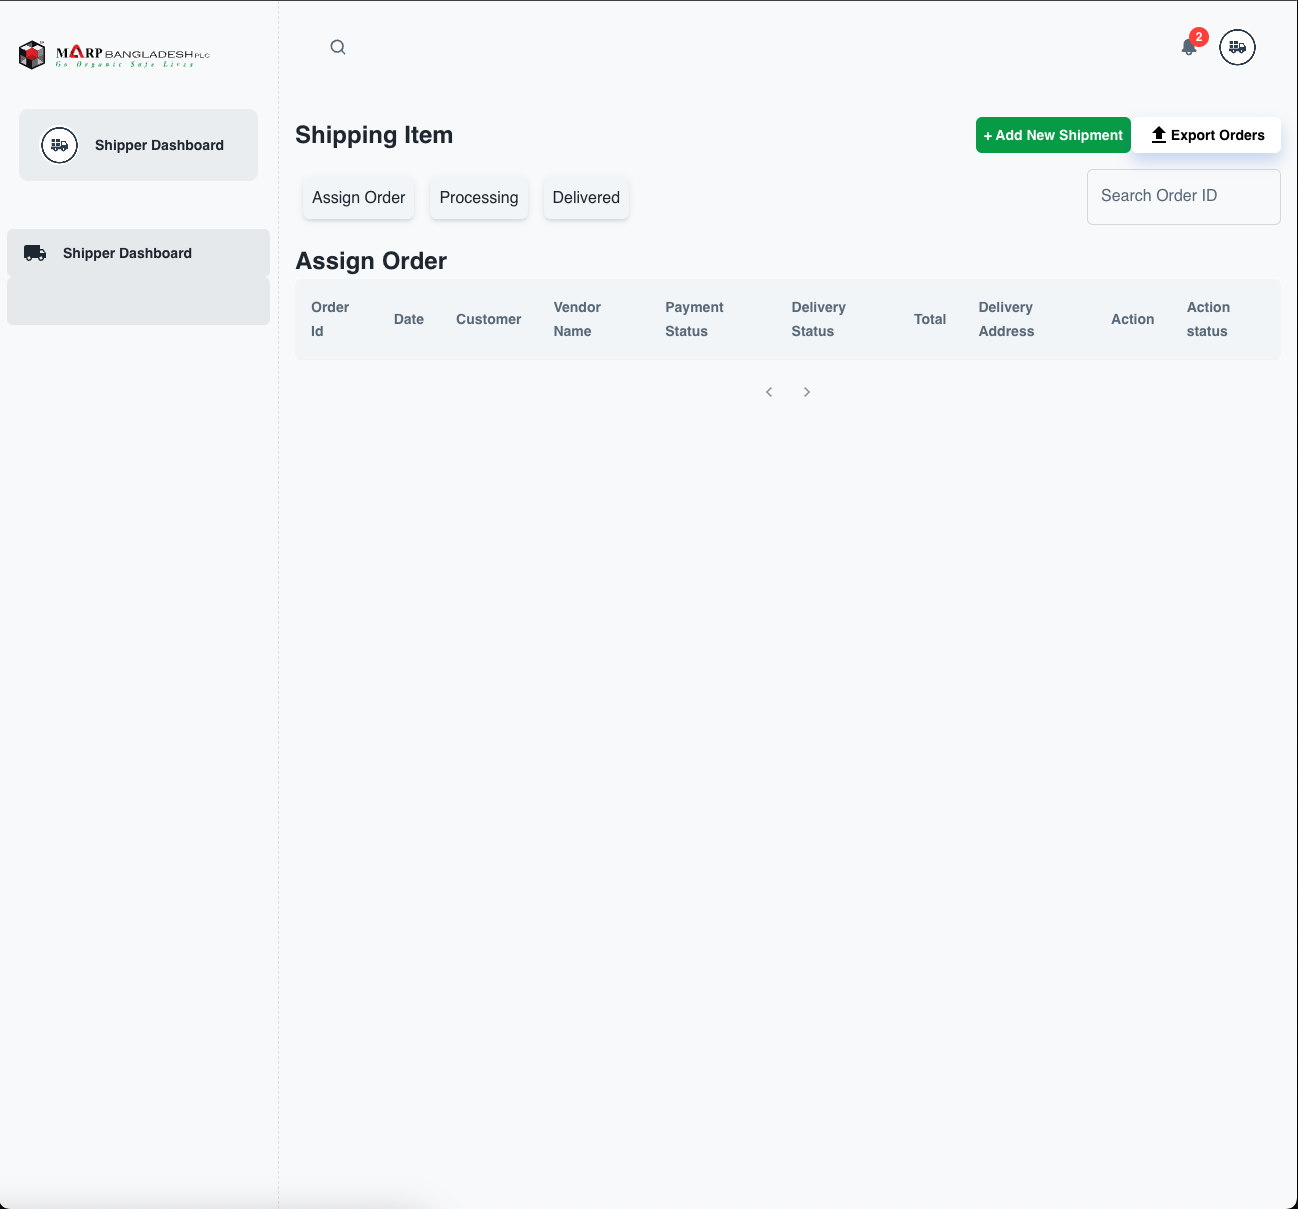 MARP BANGLADESH PLC
Go Organic Safe Lives
2
Shipper Dashboard
Shipper Dashboard
Shipping Item
+ Add New Shipment
Export Orders
Assign Order
Processing
Delivered
Search Order ID
Assign Order
Order Id
Date
Customer
Vendor Name
Payment Status
Delivery Status
Total
Delivery Address
Action
Action status